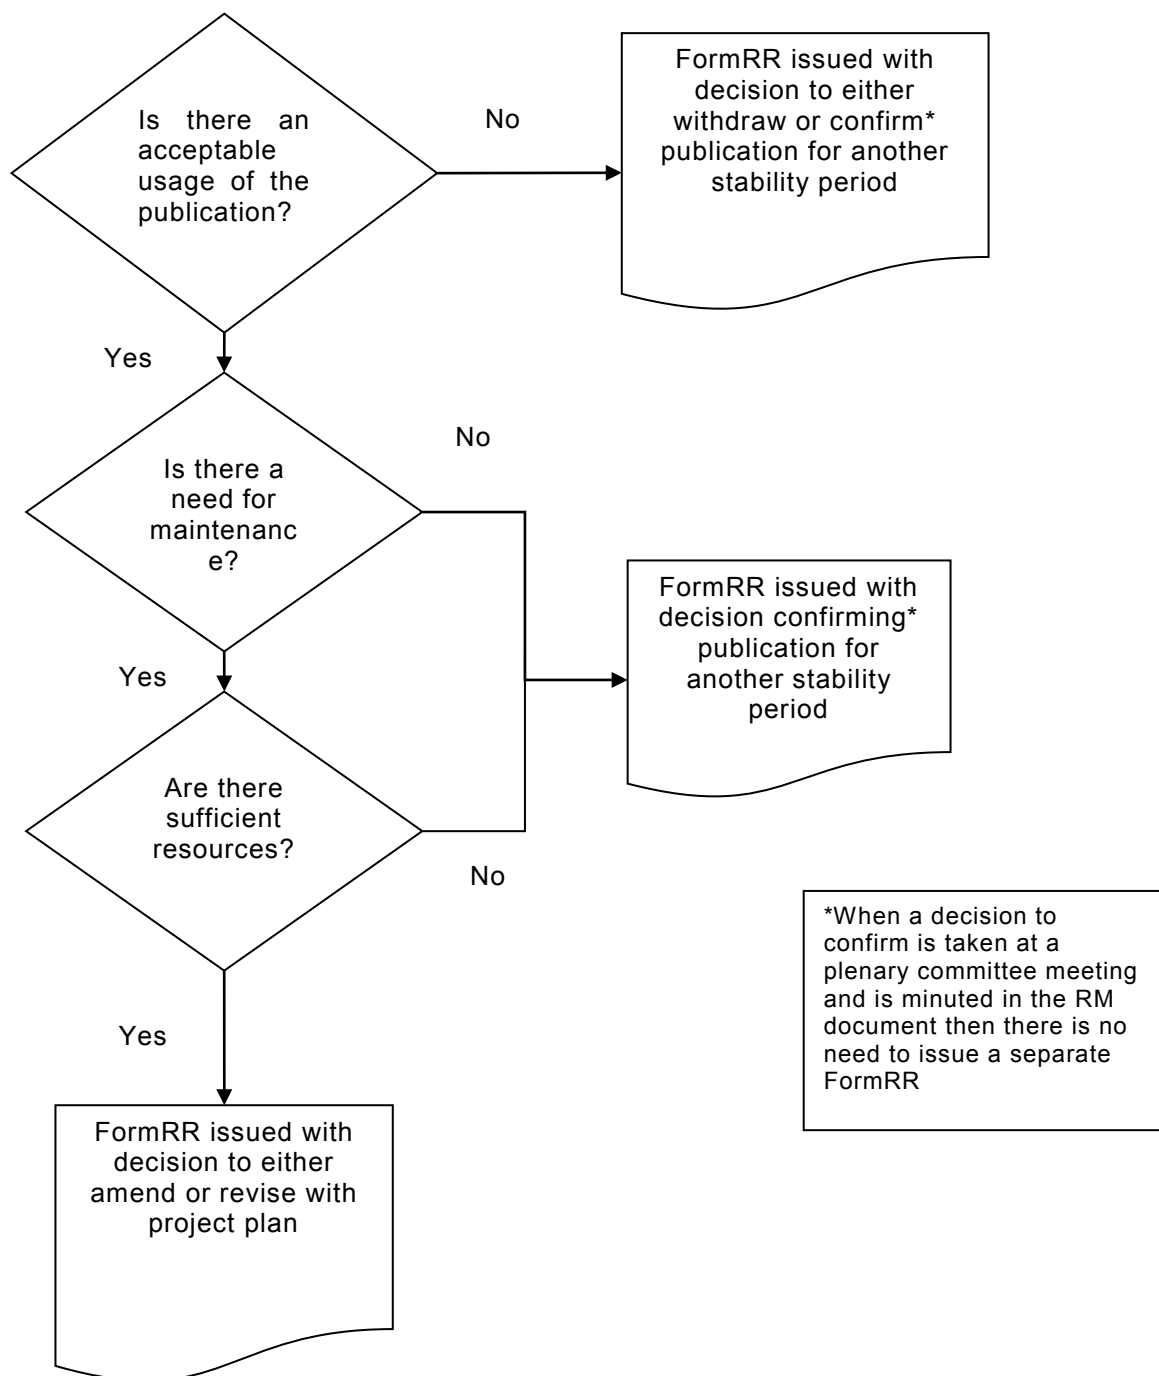 Is there an
acceptable
usage of the
publication?
No
FormRR issued with
decision to either
withdraw or confirm*
publication for another
stability period
Yes
Is there a
need for
maintenanc
e?
No
FormRR issued with
decision confirming*
publication for
another stability
period
Yes
Are there
sufficient
resources?
No
*When a decision to
confirm is taken at a
plenary committee meeting
and is minuted in the RM
document then there is no
need to issue a separate
FormRR
Yes
FormRR issued with
decision to either
amend or revise with
project plan